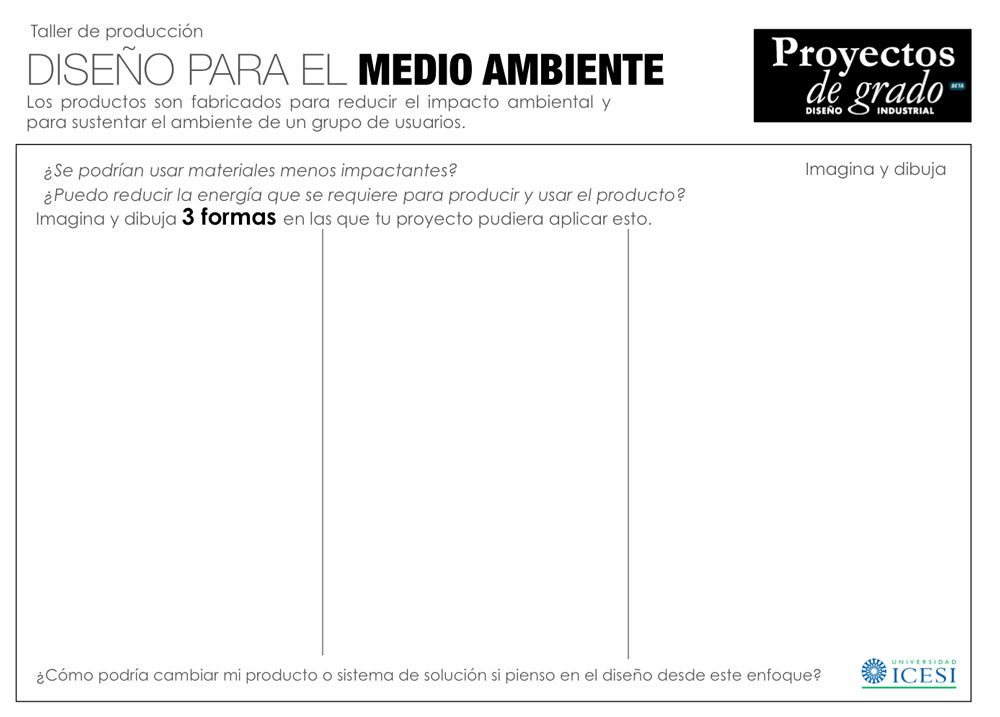 Taller de producción
DISEÑO PARA EL MEDIO AMBIENTE
Los productos son fabricados para reducir el impacto ambiental y
para sustentar el ambiente de un grupo de usuarios.
Proyectos
de grado BETA
DISEÑO INDUSTRIAL
¿Se podrían usar materiales menos impactantes?
Imagina y dibuja
¿Puedo reducir la energía que se requiere para producir y usar el producto?
Imagina y dibuja 3 formas en las que tu proyecto pudiera aplicar esto.
¿Cómo podría cambiar mi producto o sistema de solución si pienso en el diseño desde este enfoque?
UNIVERSIDAD
ICESI